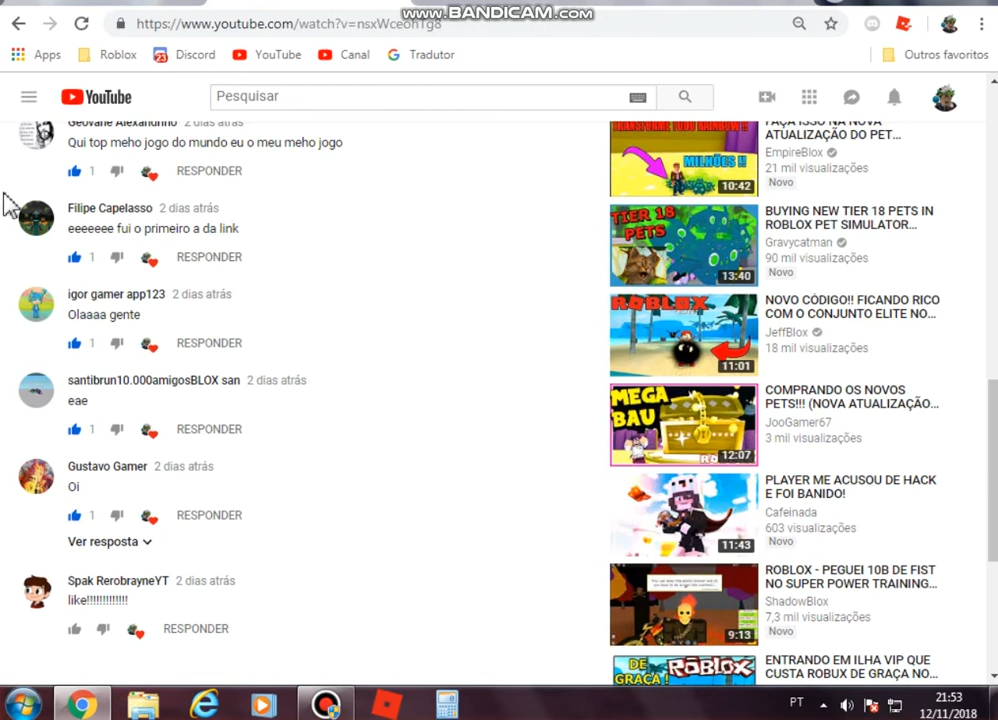 www.BANDICAM.com
https://www.youtube.com/watch?v=nsxWceohTg8
Apps Roblox 23 Discord YouTube Canal Tradutor Outros favoritos
YouTube Pesquisar
Geovane Alexandrino 2 dias atrás
Qui top meho jogo do mundo eu o meu meho jogo
1 RESPONDER
Filipe Capelasso 2 dias atrás
eeeeeee fui o primeiro a da link
1 RESPONDER
igor gamer app123 2 dias atrás
Olaaaa gente
1 RESPONDER
santibrun10.000amigosBLOX san 2 dias atrás
eae
1 RESPONDER
Gustavo Gamer 2 dias atrás
Oi
1 RESPONDER
Ver resposta
Spak RerobrayneYT 2 dias atrás
like!!!!!!!!!!!!!
RESPONDER
TRANSFORME TODO RAINBOW !!
MILHÕES !!
10:42
FAÇA ISSO NA NOVA
ATUALIZAÇÃO DO PET...
EmpireBlox
21 mil visualizações
Novo
TIER 18
PETS
13:40
BUYING NEW TIER 18 PETS IN
ROBLOX PET SIMULATOR...
Gravycatman
90 mil visualizações
Novo
ROBLOX
11:01
NOVO CÓDIGO!! FICANDO RICO
COM O CONJUNTO ELITE NO...
JeffBlox
18 mil visualizações
MEGA
BAU
12:07
COMPRANDO OS NOVOS
PETS!!! (NOVA ATUALIZAÇÃO...
JooGamer67
3 mil visualizações
11:43
PLAYER ME ACUSOU DE HACK
E FOI BANIDO!
Cafeinada
603 visualizações
Novo
9:13
ROBLOX - PEGUEI 10B DE FIST
NO SUPER POWER TRAINING...
ShadowBlox
7,3 mil visualizações
Novo
DE
GRAÇA!
ROBLOX
ENTRANDO EM ILHA VIP QUE
CUSTA ROBUX DE GRAÇA NO...
PT
21:53
12/11/2018